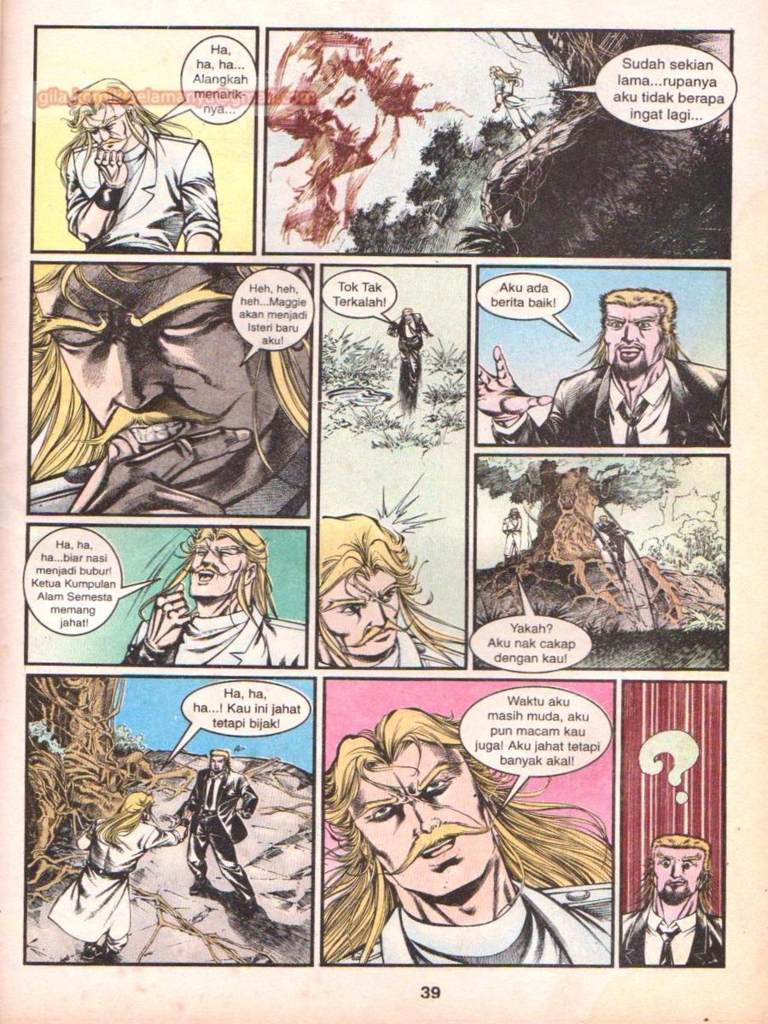 Ha,
ha, ha...
Alangkah
menarik-
nya...
Sudah sekian
lama...rupanya
aku tidak berapa
ingat lagi...
Heh, heh,
heh...Maggie
akan menjadi
Isteri baru
aku!
Tok Tak
Terkalah!
Aku ada
berita baik!
Ha, ha,
ha...biar nasi
menjadi bubur!
Ketua Kumpulan
Alam Semesta
memang
jahat!
Yakah?
Aku nak cakap
dengan kau!
Ha, ha,
ha...! Kau ini jahat
tetapi bijak!
Waktu aku
masih muda, aku
pun macam kau
juga! Aku jahat tetapi
banyak akal!
?
39